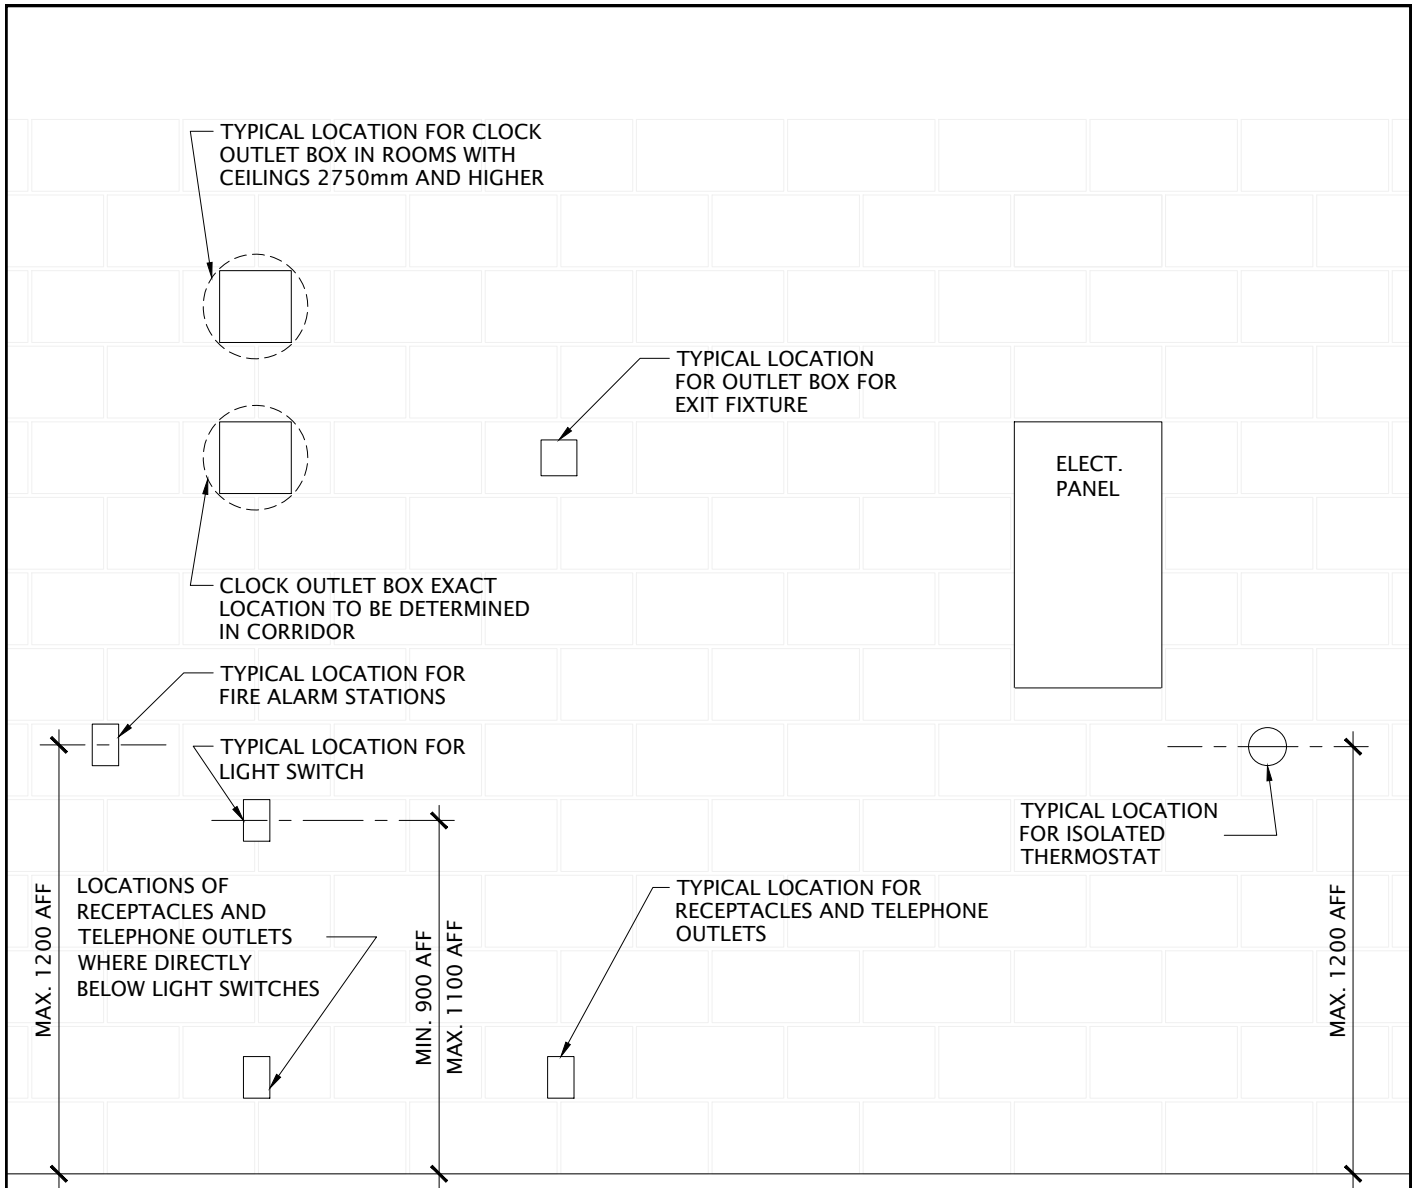 TYPICAL LOCATION FOR CLOCK
OUTLET BOX IN ROOMS WITH
CEILINGS 2750mm AND HIGHER
TYPICAL LOCATION
FOR OUTLET BOX FOR
EXIT FIXTURE
ELECT.
PANEL
CLOCK OUTLET BOX EXACT
LOCATION TO BE DETERMINED
IN CORRIDOR
TYPICAL LOCATION FOR
FIRE ALARM STATIONS
TYPICAL LOCATION FOR
LIGHT SWITCH
TYPICAL LOCATION
FOR ISOLATED
THERMOSTAT
LOCATIONS OF
RECEPTACLES AND
TELEPHONE OUTLETS
WHERE DIRECTLY
BELOW LIGHT SWITCHES
TYPICAL LOCATION FOR
RECEPTACLES AND TELEPHONE
OUTLETS
MAX. 1200 AFF
MIN. 900 AFF
MAX. 1100 AFF
MAX. 1200 AFF